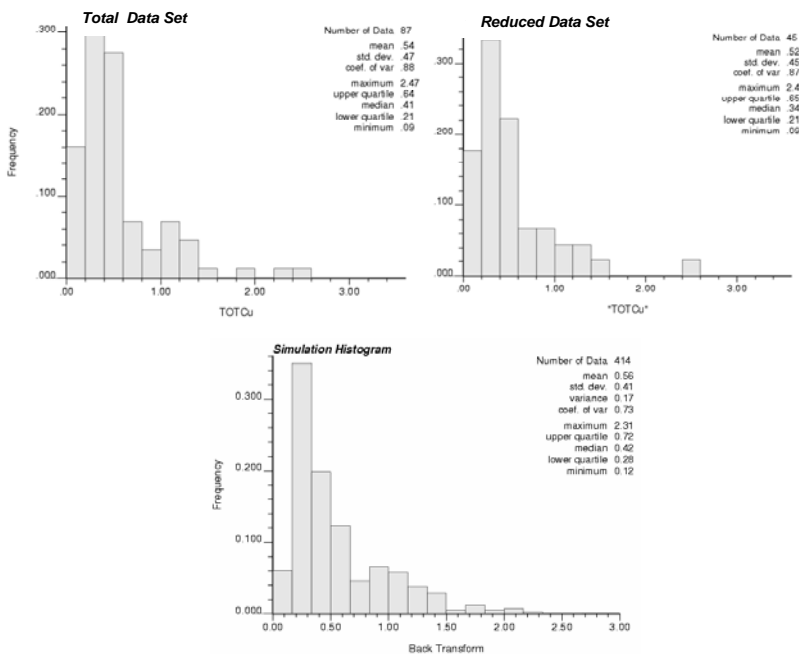 Total Data Set
Number of Data 87
mean .54
std. dev. .47
coef. of var .88
maximum 2.47
upper quartile .64
median .41
lower quartile .21
minimum .09
Frequency
.300
.200
.100
.000
.00 1.00 2.00 3.00
TOTCu
Reduced Data Set
Number of Data 45
mean .52
std. dev. .45
coef. of var .87
maximum 2.4
upper quartile .65
median .34
lower quartile .21
minimum .09
.300
.200
.100
.000
.00 1.00 2.00 3.00
"TOTCu"
Simulation Histogram
Number of Data 414
mean 0.56
std. dev. 0.41
variance 0.17
coef. of var 0.73
maximum 2.31
upper quartile 0.72
median 0.42
lower quartile 0.28
minimum 0.12
Frequency
0.300
0.200
0.100
0.000
0.00 0.50 1.00 1.50 2.00 2.50 3.00
Back Transform